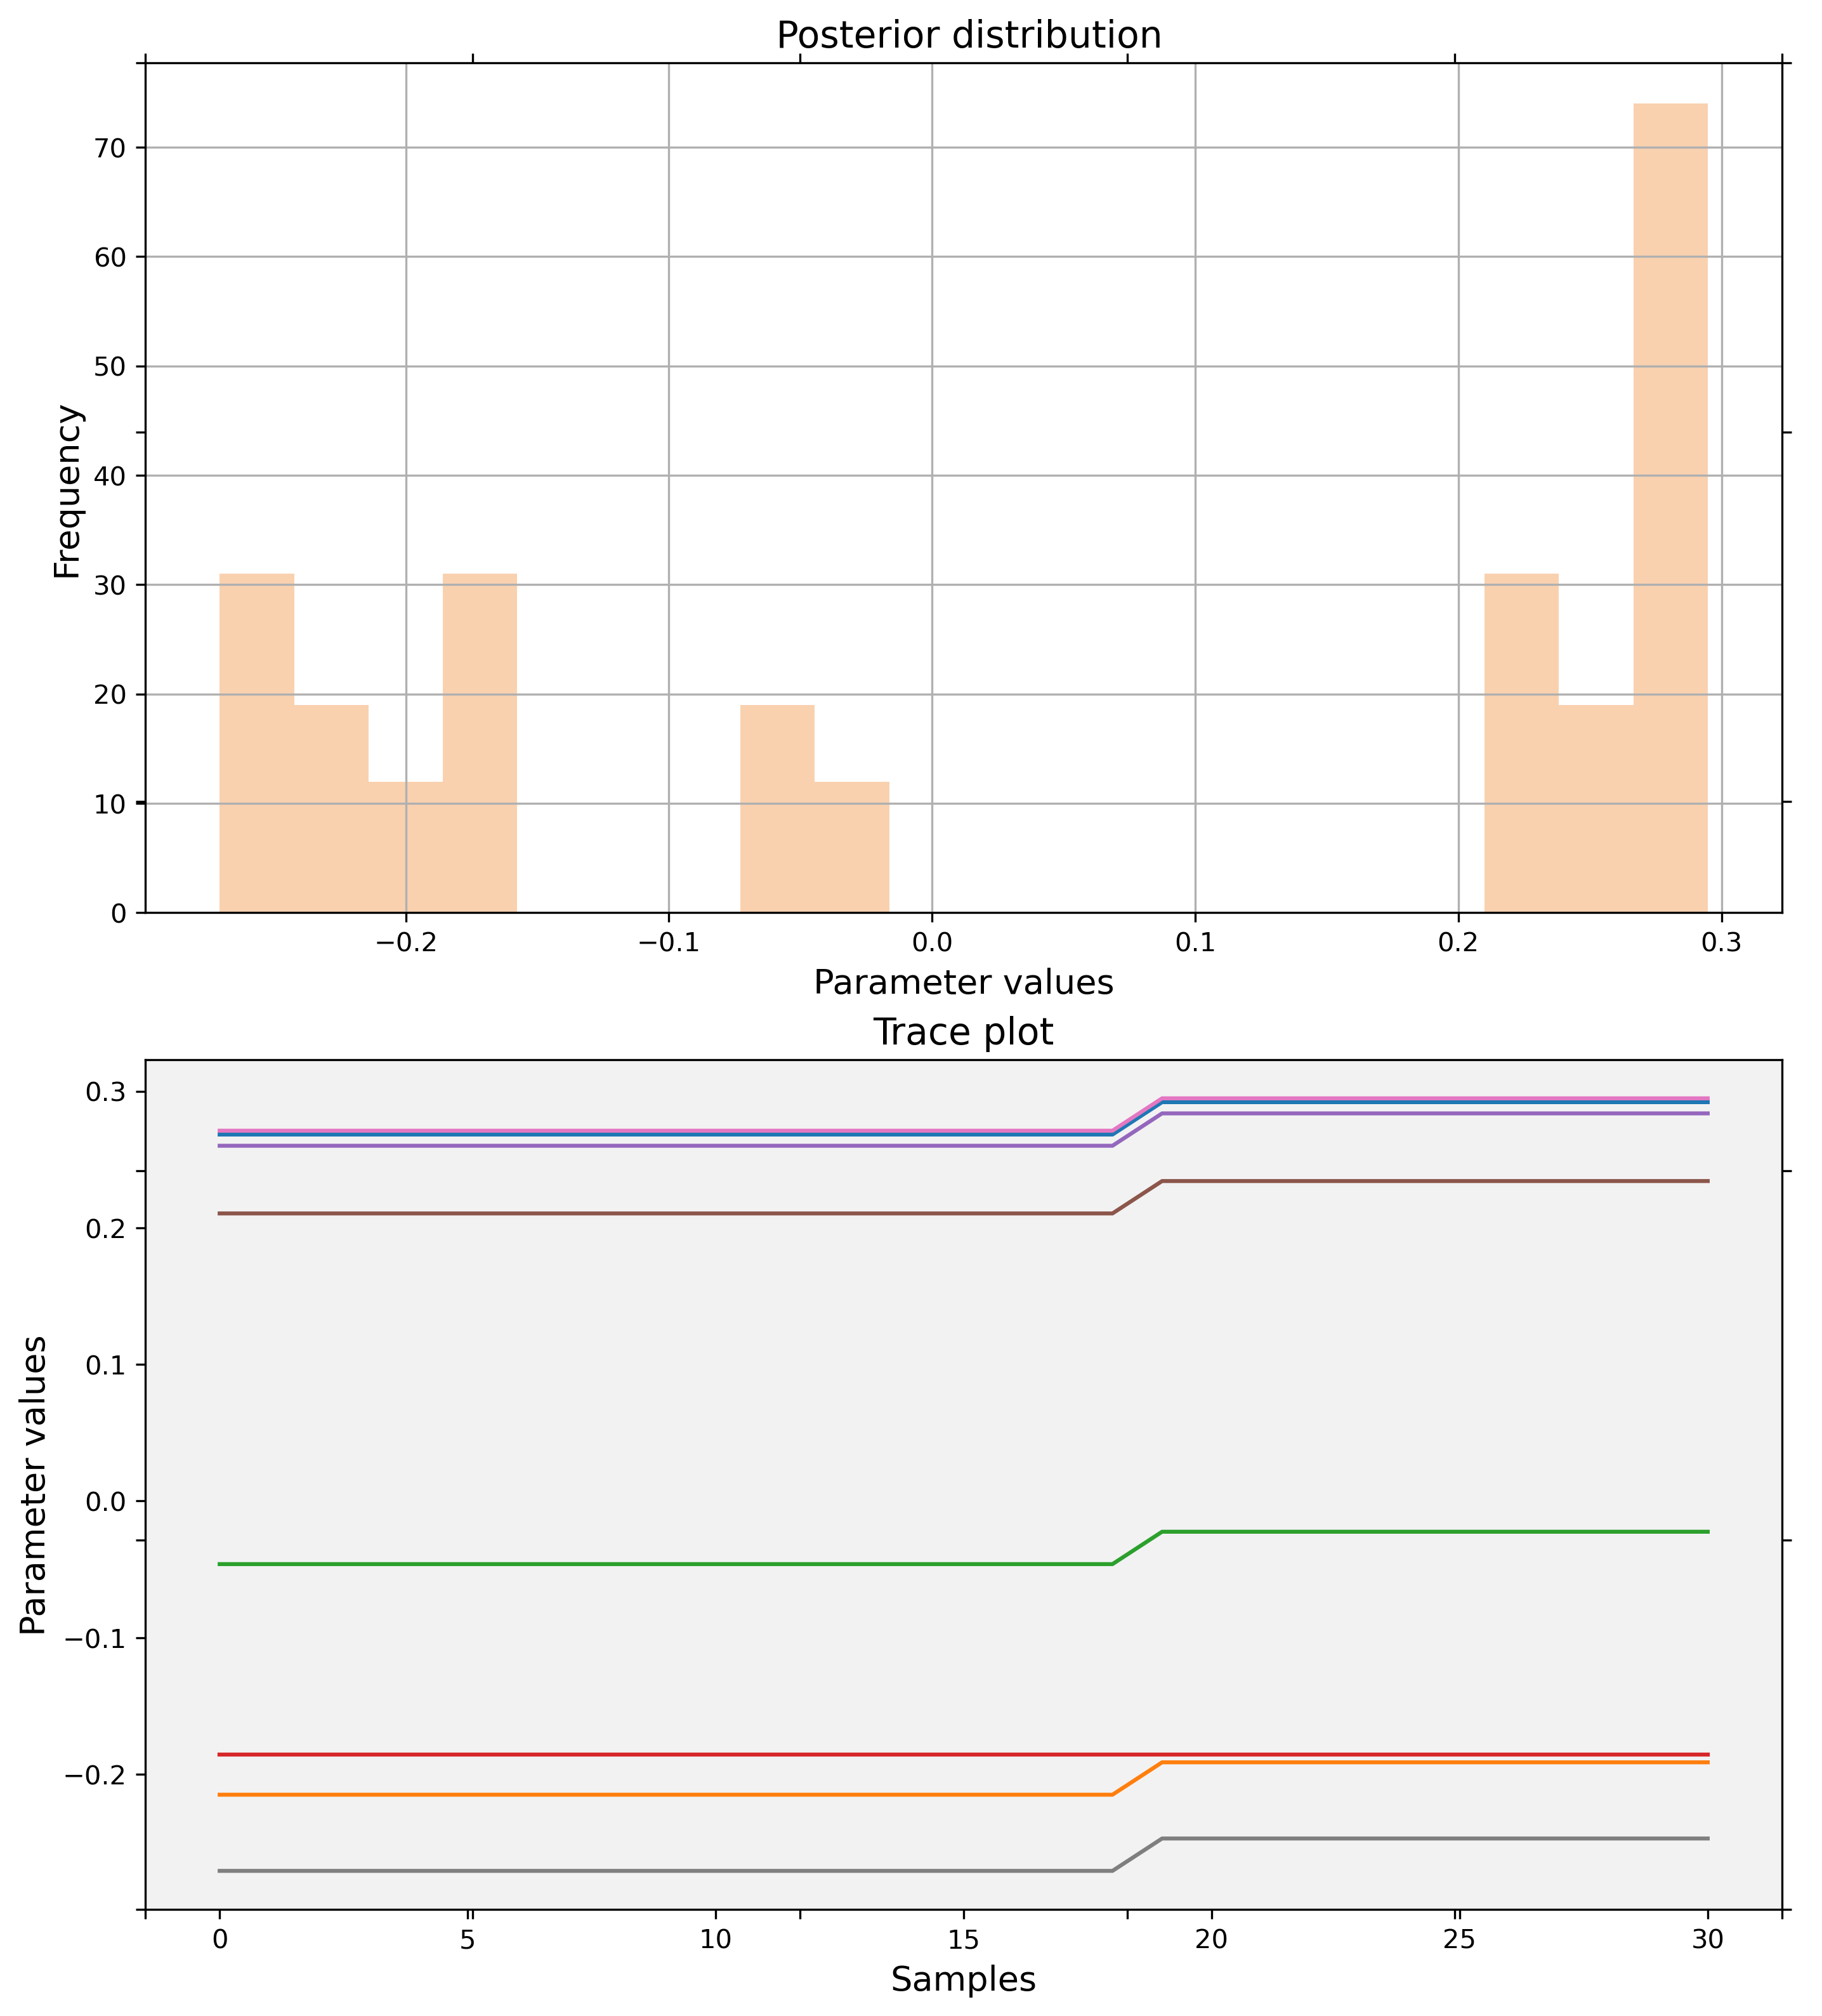 Posterior distribution
70
60
50
40
30
20
10
0
Frequency
−0.2 −0.1 0.0 0.1 0.2 0.3
Parameter values
Trace plot
0.3
0.2
0.1
0.0
−0.1
−0.2
Parameter values
0 5 10 15 20 25 30
Samples